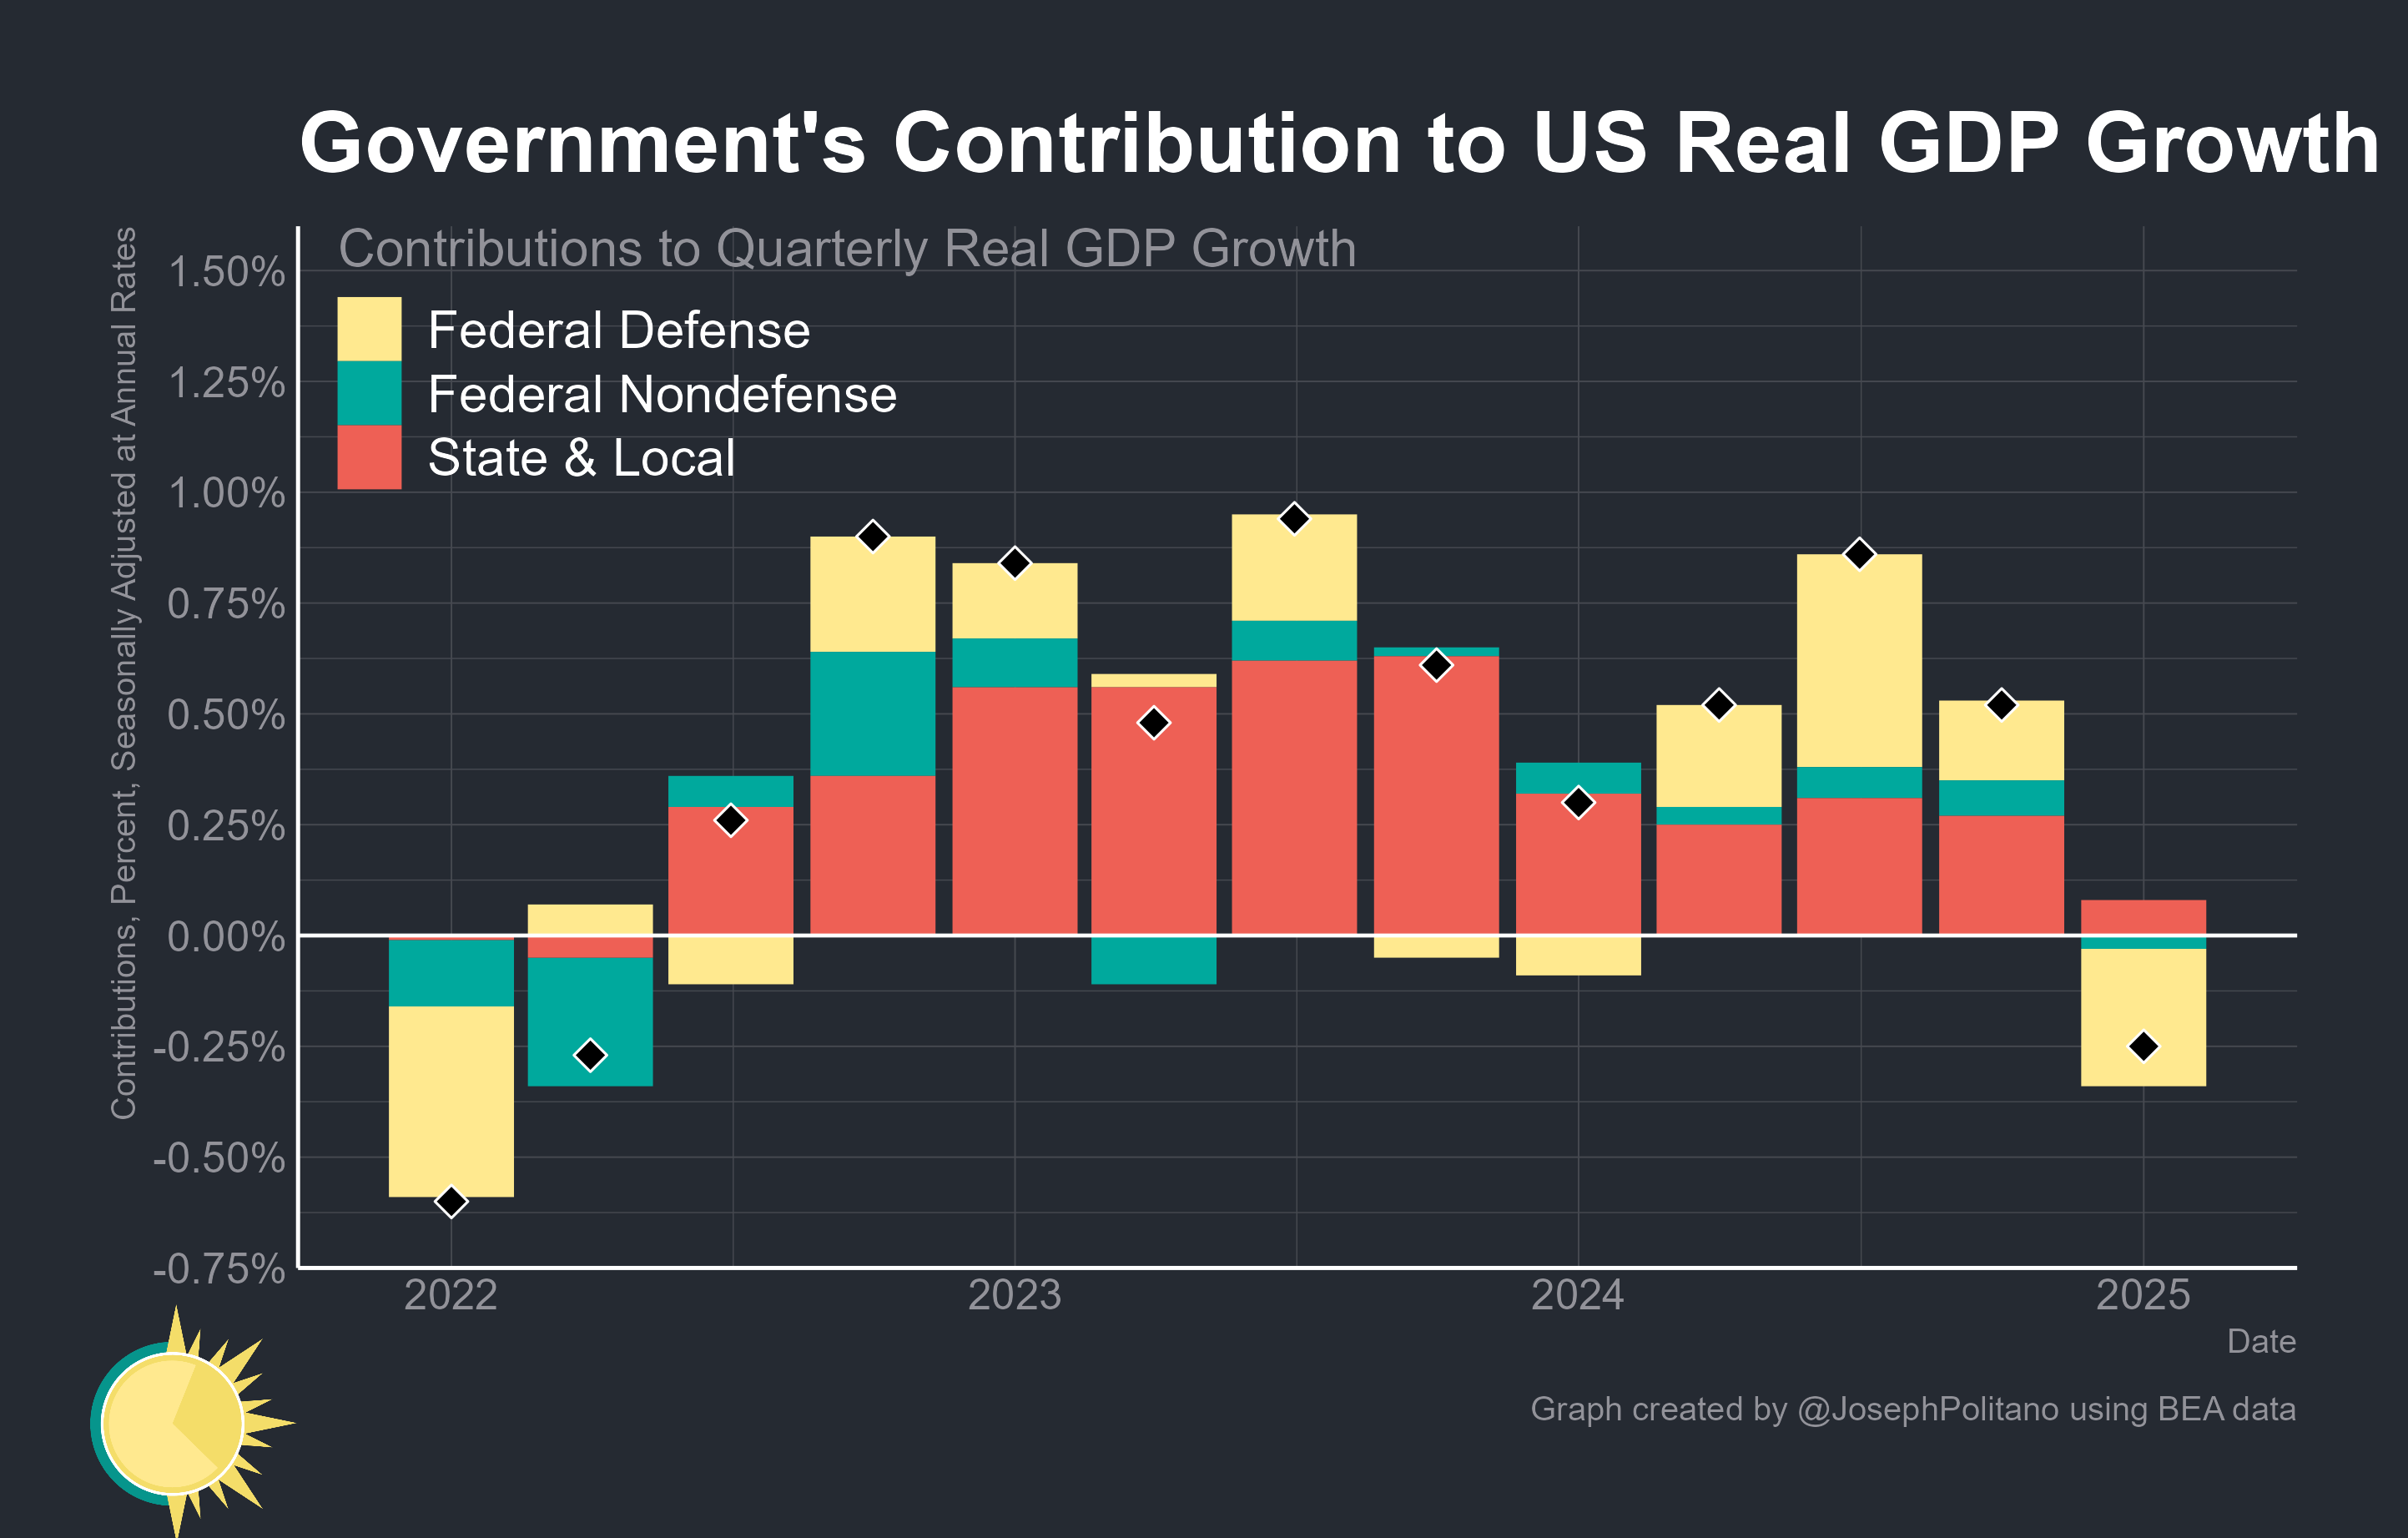 Government's Contribution to US Real GDP Growth
Contributions to Quarterly Real GDP Growth
Federal Defense
Federal Nondefense
State & Local
Contributions, Percent, Seasonally Adjusted at Annual Rates
1.50%
1.25%
1.00%
0.75%
0.50%
0.25%
0.00%
-0.25%
-0.50%
-0.75%
2022
2023
2024
2025
Date
Graph created by @JosephPolitano using BEA data